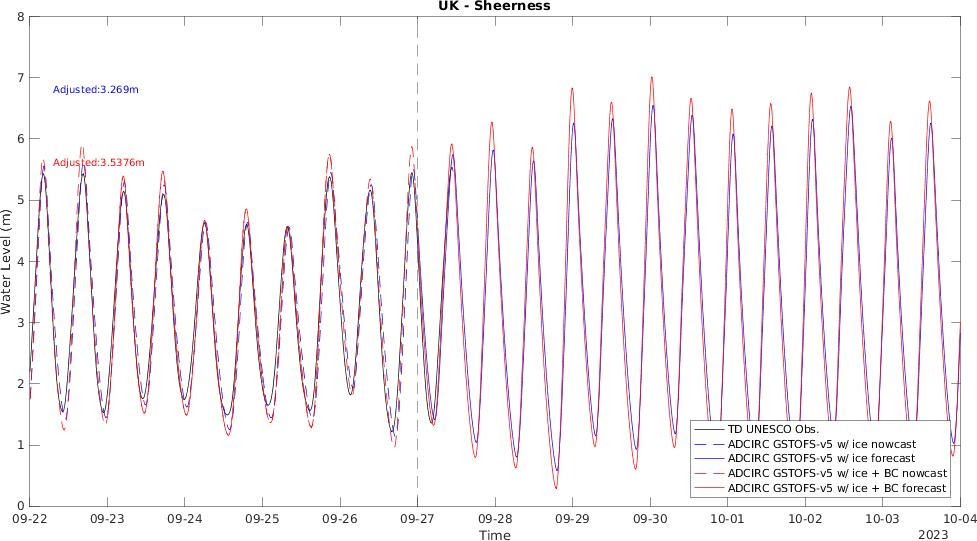 UK - Sheerness
8
7
6
5
4
3
2
1
0
Water Level (m)
Adjusted:3.269m
Adjusted:3.5376m
TD UNESCO Obs.
ADCIRC GSTOFS-v5 w/ ice nowcast
ADCIRC GSTOFS-v5 w/ ice forecast
ADCIRC GSTOFS-v5 w/ ice + BC nowcast
ADCIRC GSTOFS-v5 w/ ice + BC forecast
09-22 09-23 09-24 09-25 09-26 09-27 09-28 09-29 09-30 10-01 10-02 10-03 10-04
Time
2023